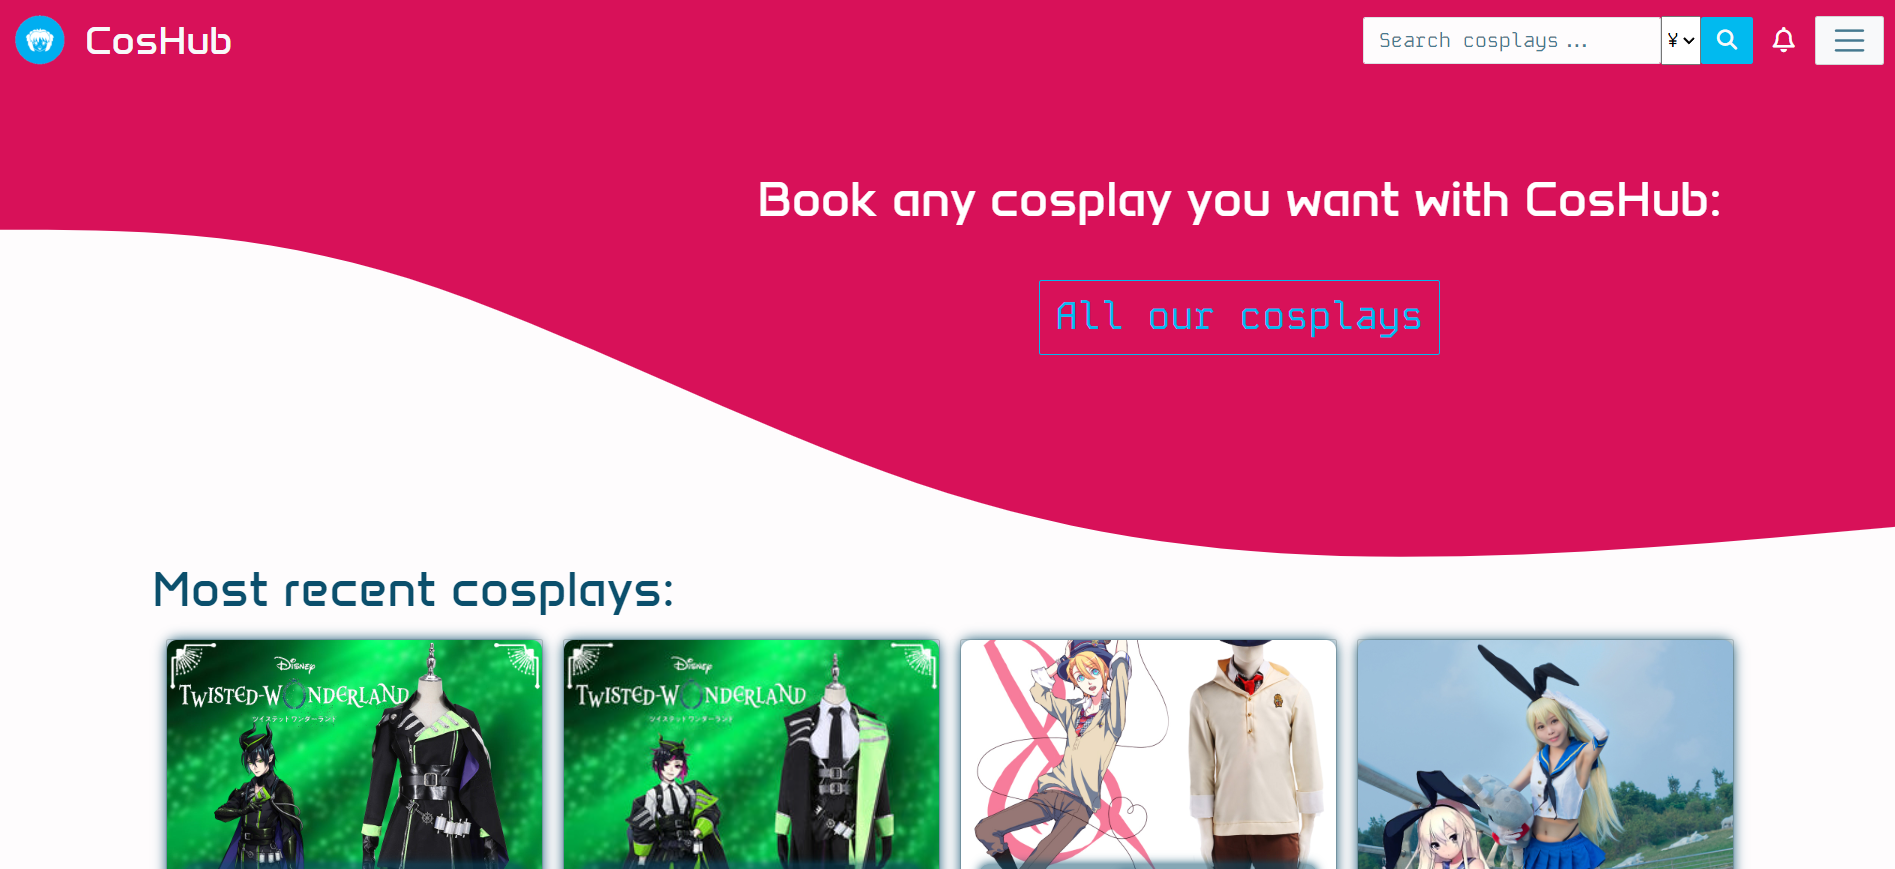 CosHub
Search cosplays ...
¥
Book any cosplay you want with CosHub:
All our cosplays
Most recent cosplays:
Disney
Twisted-Wonderland
ツイステッドワンダーランド
Disney
Twisted-Wonderland
ツイステッドワンダーランド